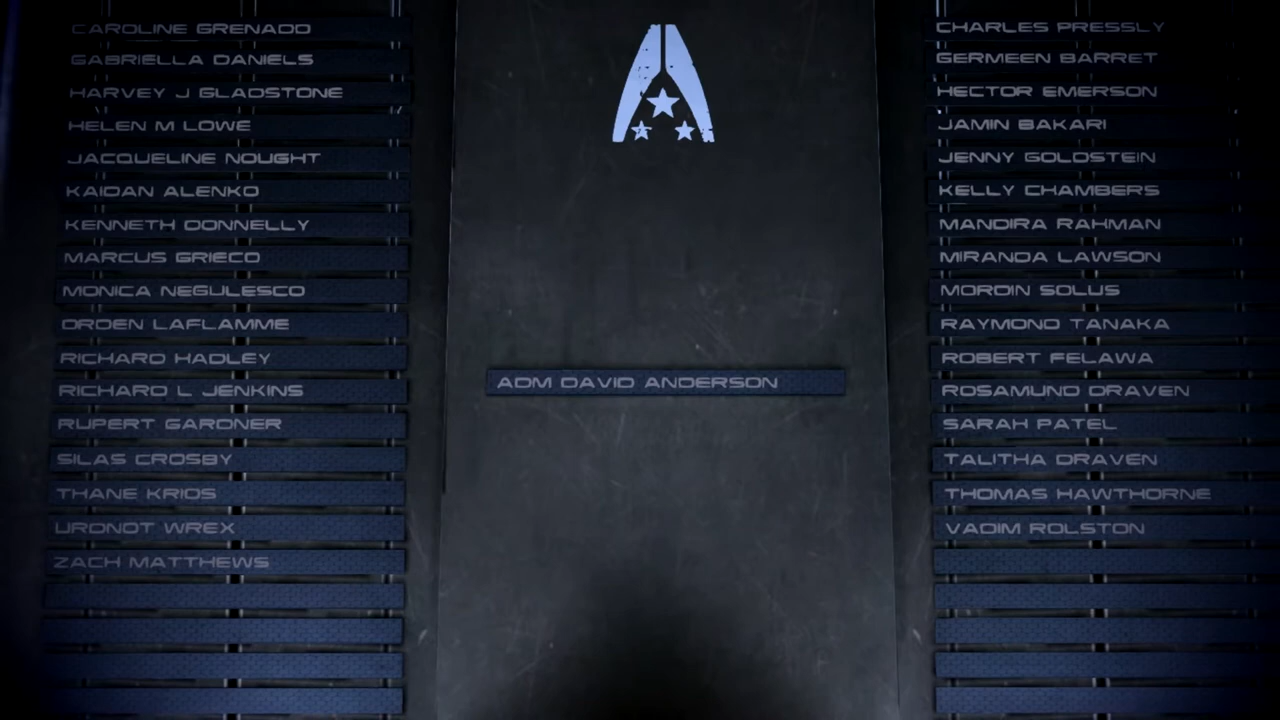 CAROLINE GRENADO
GABRIELLA DANIELS
HARVEY J GLADSTONE
HELEN M LOWE
JACQUELINE NOUGHT
KAIDAN ALENKO
KENNETH DONNELLY
MARCUS GRIECO
MONICA NEGULESCO
ORDEN LAFLAMME
RICHARD HADLEY
RICHARD L JENKINS
RUPERT GARDNER
SILAS CROSBY
THANE KRIOS
URDNOT WREX
ZACH MATTHEWS
ADM DAVID ANDERSON
CHARLES PRESSLY
GERMEEN BARRET
HECTOR EMERSON
JAMIN BAKARI
JENNY GOLDSTEIN
KELLY CHAMBERS
MANDIRA RAHMAN
MIRANDA LAWSON
MORDIN SOLUS
RAYMOND TANAKA
ROBERT FELAWA
ROSAMUND DRAVEN
SARAH PATEL
TALITHA DRAVEN
THOMAS HAWTHORNE
VADIM ROLSTON